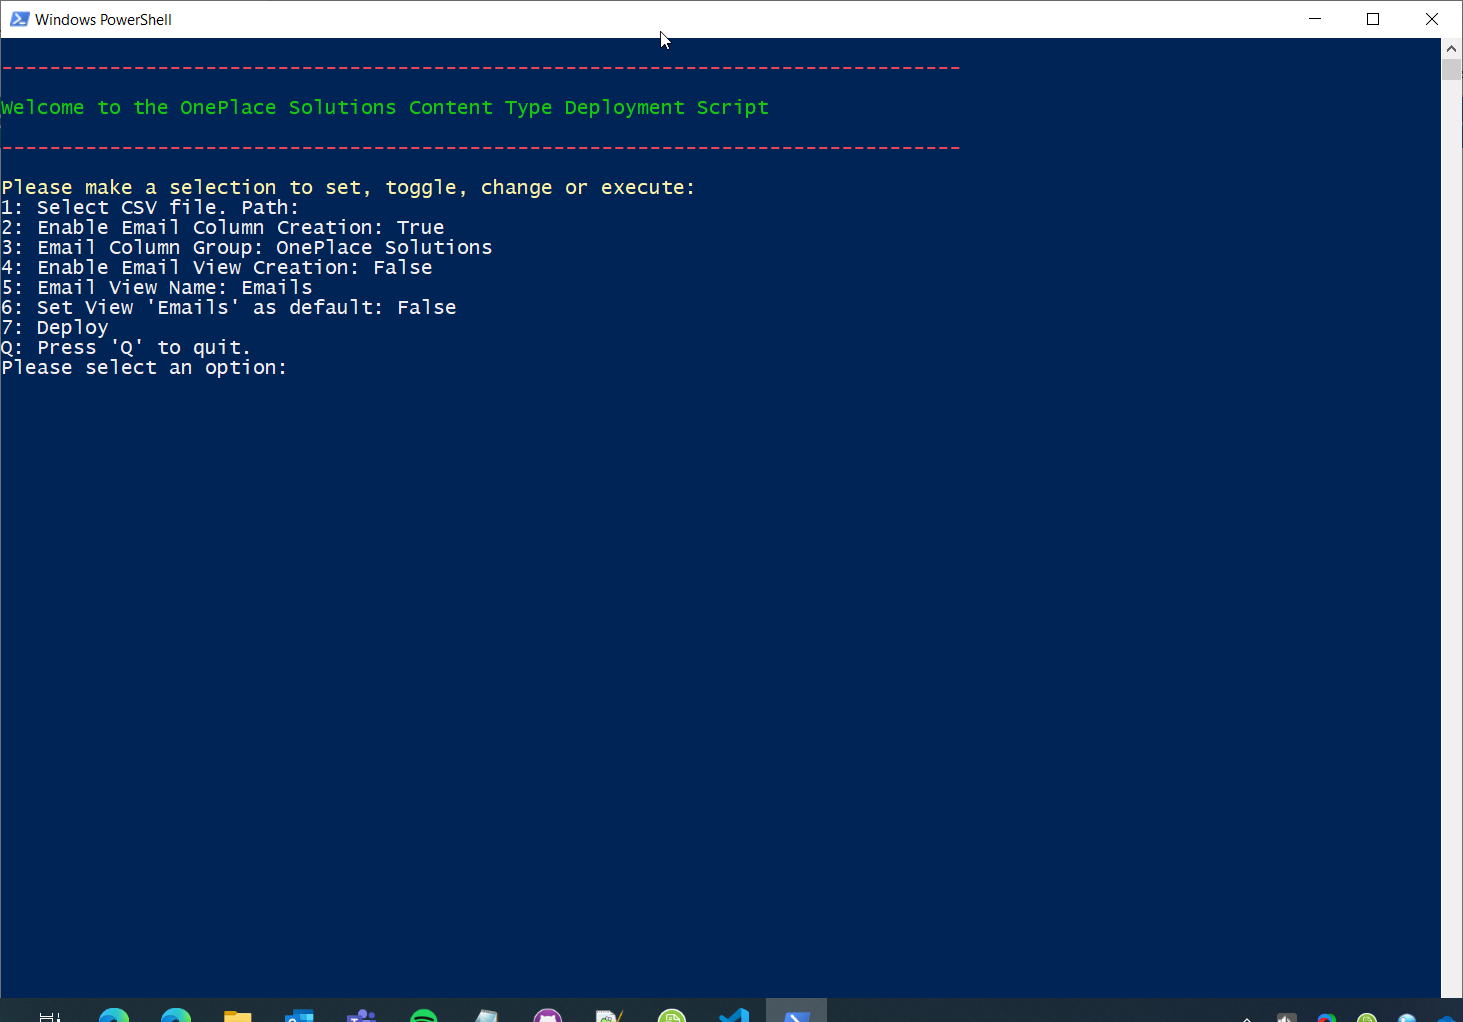 Windows PowerShell
--------------------------------------------------------------------------------
Welcome to the OnePlace Solutions Content Type Deployment Script
--------------------------------------------------------------------------------
Please make a selection to set, toggle, change or execute:
1: Select CSV file. Path:
2: Enable Email Column Creation: True
3: Email Column Group: OnePlace Solutions
4: Enable Email View Creation: False
5: Email View Name: Emails
6: Set View 'Emails' as default: False
7: Deploy
Q: Press 'Q' to quit.
Please select an option: